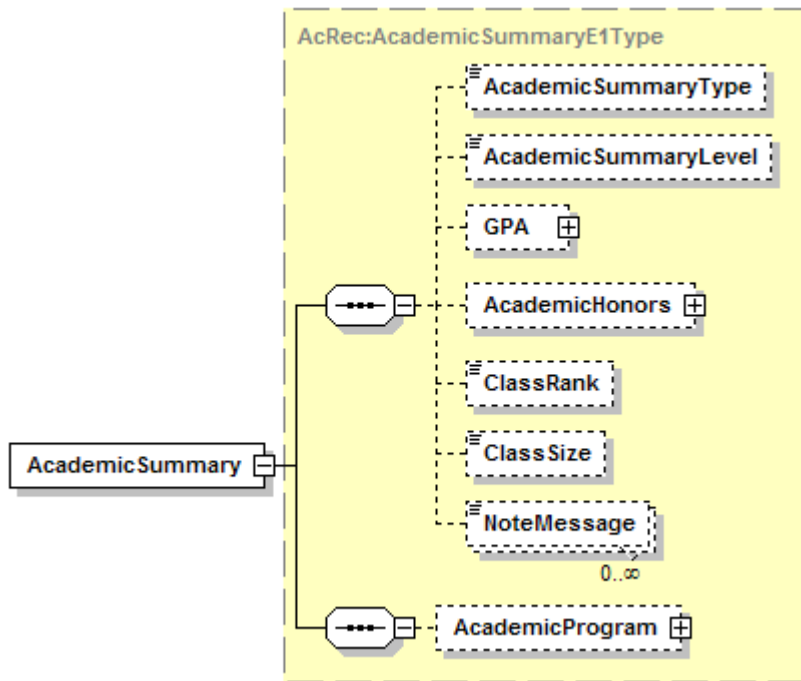 AcRec:AcademicSummaryE1Type
AcademicSummaryType
AcademicSummaryLevel
GPA
AcademicHonors
ClassRank
ClassSize
AcademicSummary
NoteMessage
0..∞
AcademicProgram